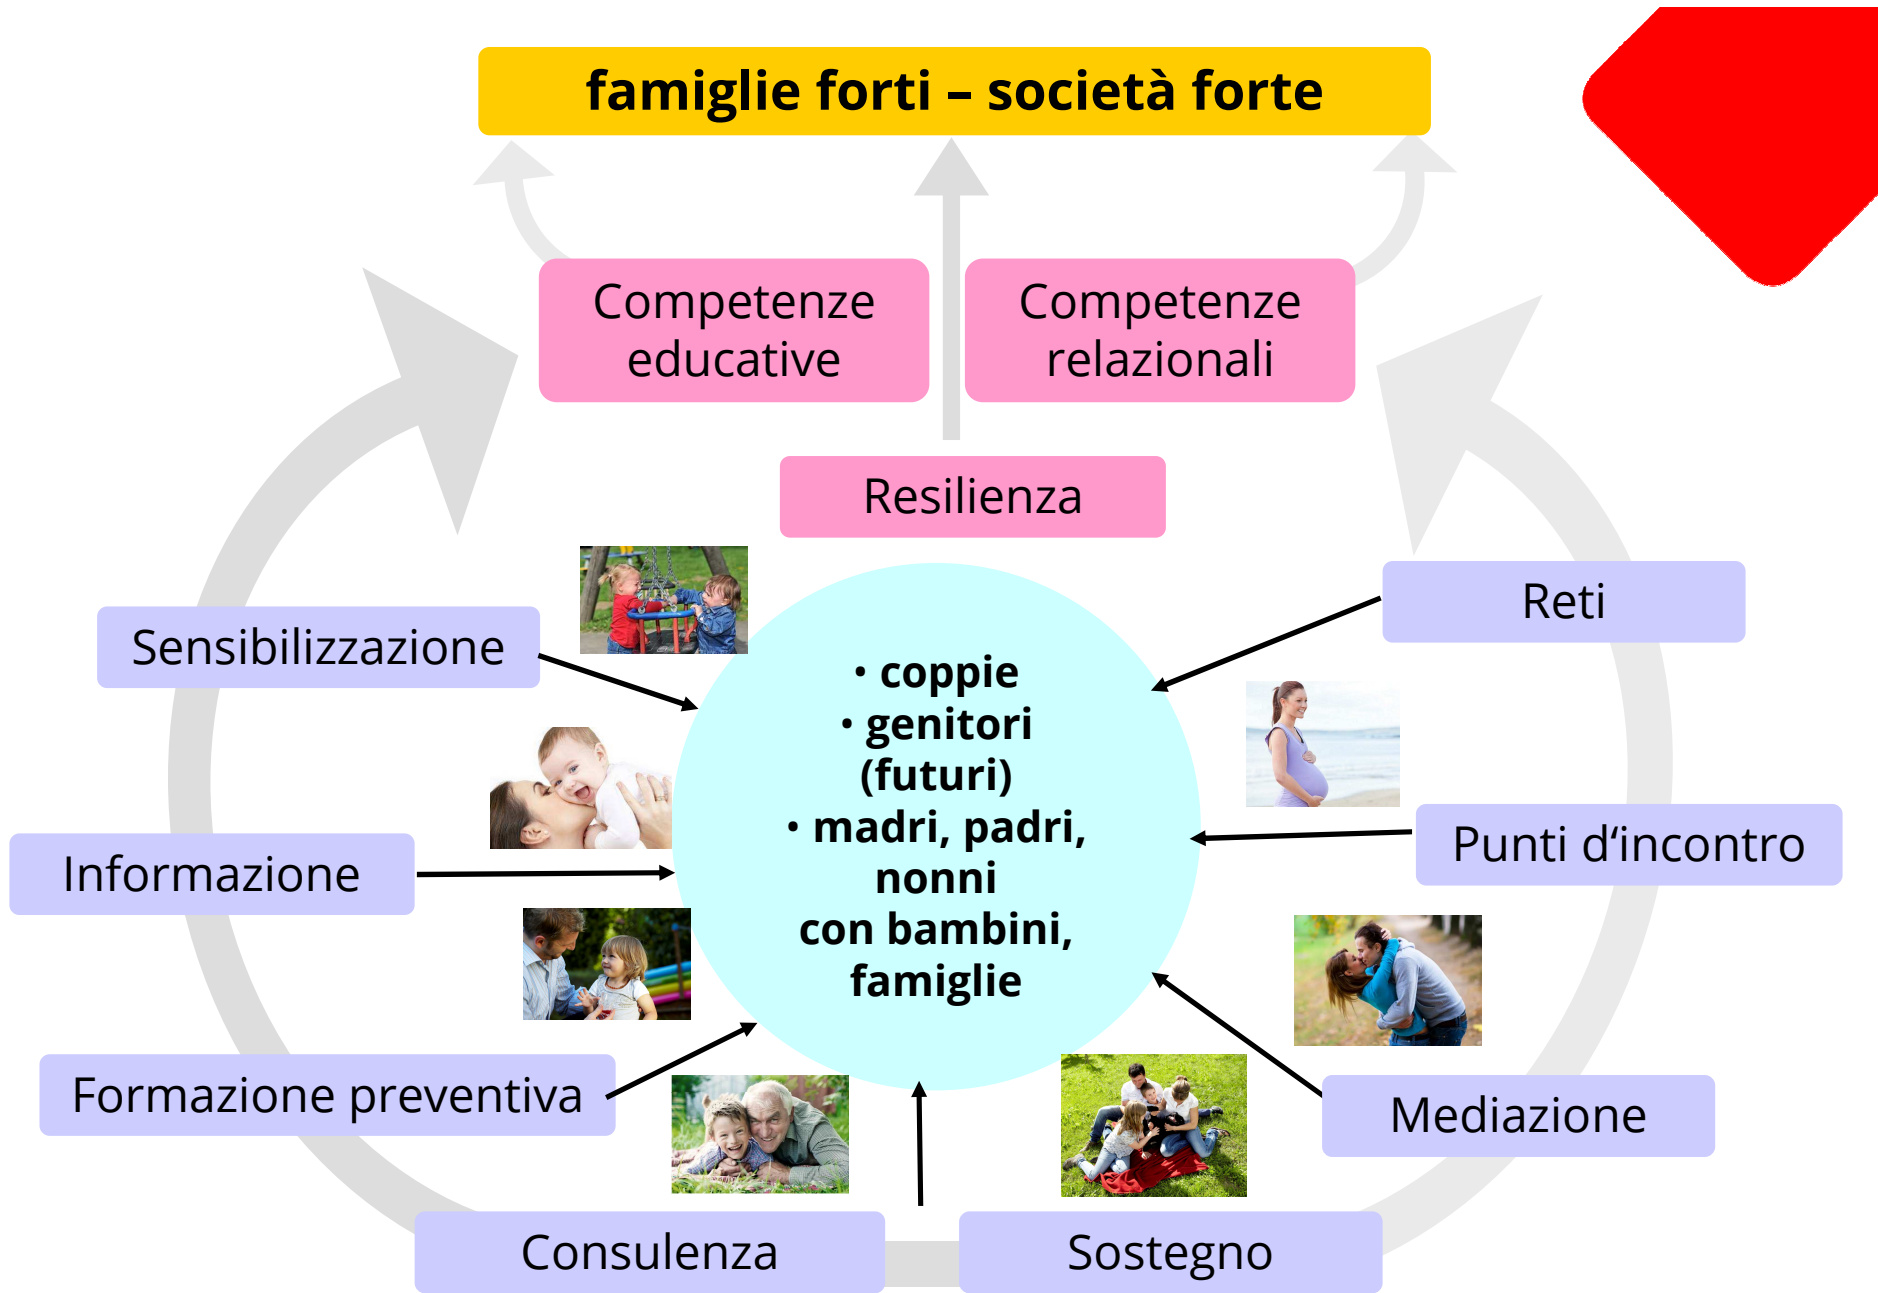 famiglie forti – società forte
Competenze
educative
Competenze
relazionali
Resilienza
Sensibilizzazione
Reti
• coppie
• genitori
(futuri)
• madri, padri,
nonni
con bambini,
famiglie
Informazione
Punti d‘incontro
Formazione preventiva
Mediazione
Consulenza
Sostegno